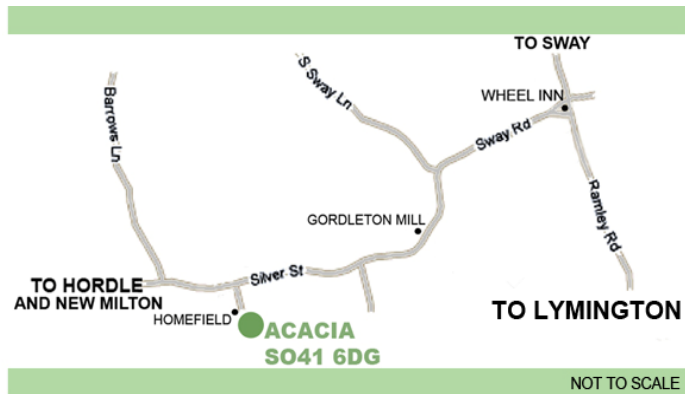 TO SWAY
S Sway Ln
WHEEL INN
Barrows Ln
Sway Rd
Ramley Rd
GORDLETON MILL
Silver St
TO HORDLE
AND NEW MILTON
TO LYMINGTON
HOMEFIELD
ACACIA
SO41 6DG
NOT TO SCALE